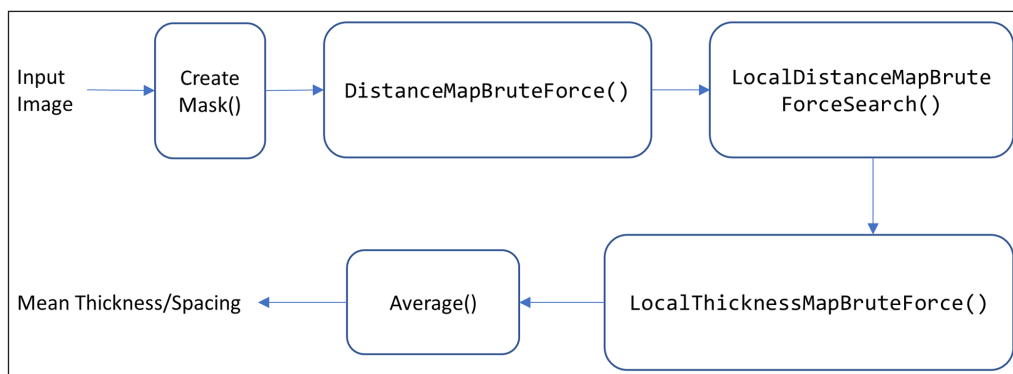 Input
Image
Create
Mask()
DistanceMapBruteForce()
LocalDistanceMapBrute
ForceSearch()
Mean Thickness/Spacing
Average()
LocalThicknessMapBruteForce()